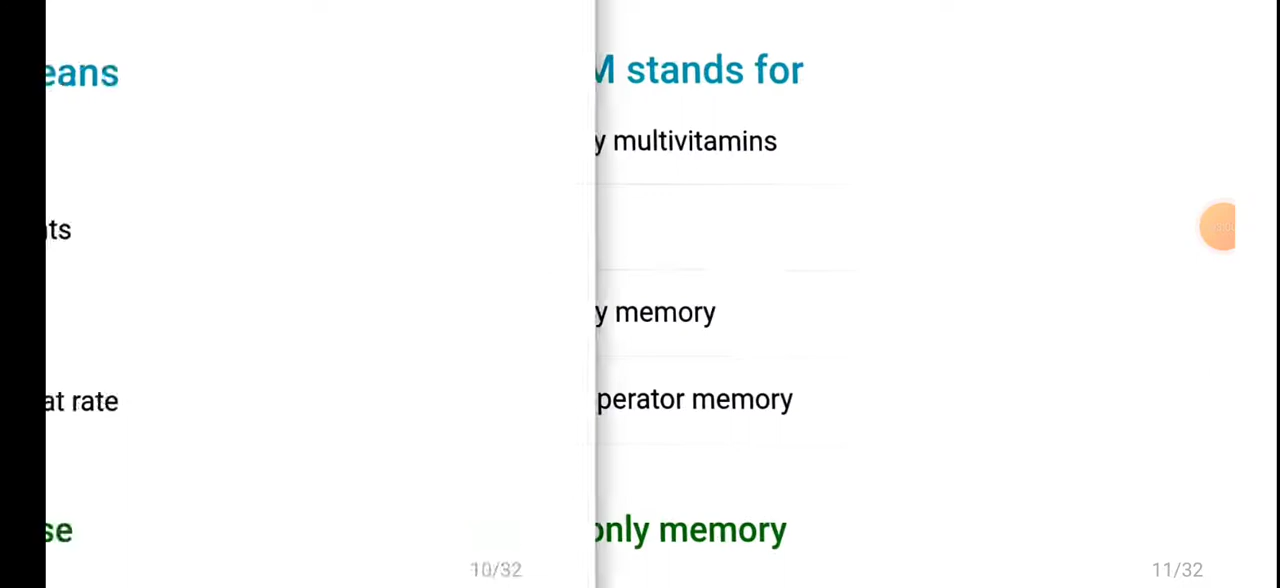 eans
ts
at rate
se
10/32
M stands for
y multivitamins
y memory
perator memory
only memory
11/32